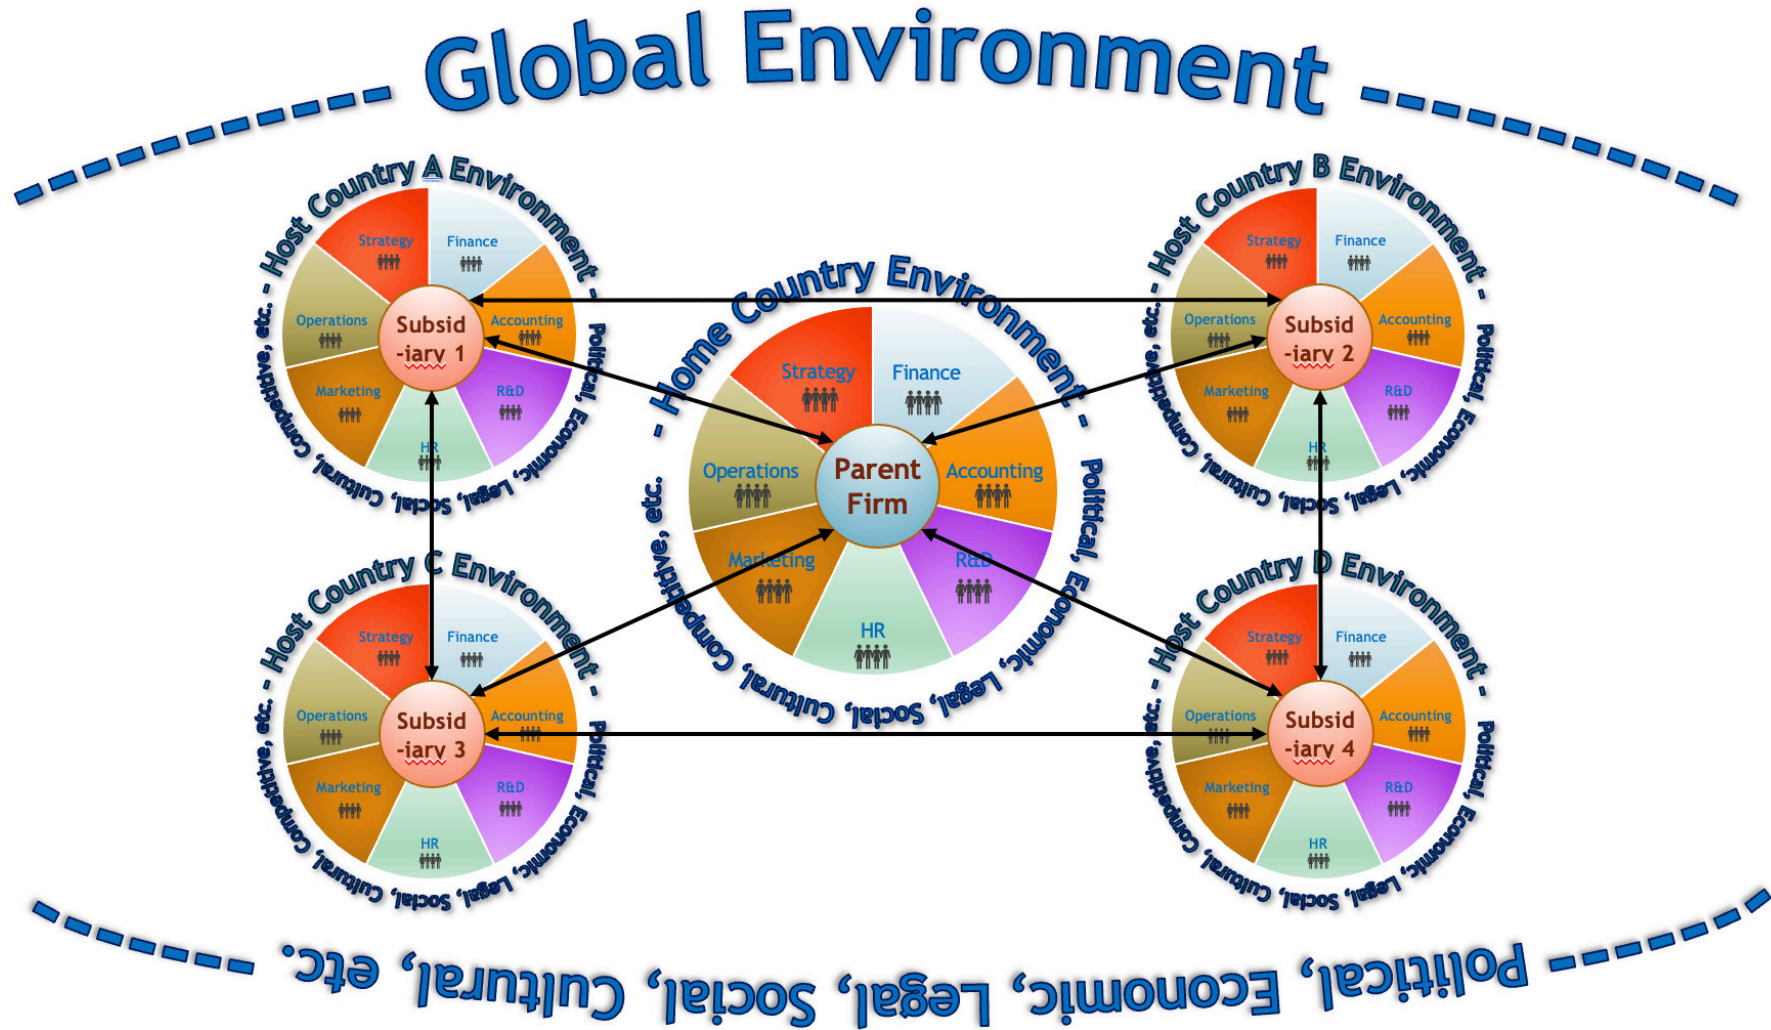 Global Environment
- Host Country A Environment -
Strategy
Finance
Operations
Accounting
Subsid
-iary 1
Marketing
R&D
HR
Political, Economic, Legal, Social, Cultural, Competitive, etc.
- Host Country B Environment -
Strategy
Finance
Operations
Accounting
Subsid
-iary 2
Marketing
R&D
HR
Political, Economic, Legal, Social, Cultural, Competitive, etc.
- Home Country Environment -
Strategy
Finance
Operations
Accounting
Parent
Firm
Marketing
R&D
HR
Political, Economic, Legal, Social, Cultural, Competitive, etc.
- Host Country C Environment -
Strategy
Finance
Operations
Accounting
Subsid
-iary 3
Marketing
R&D
HR
Political, Economic, Legal, Social, Cultural, Competitive, etc.
- Host Country D Environment -
Strategy
Finance
Operations
Accounting
Subsid
-iary 4
Marketing
R&D
HR
Political, Economic, Legal, Social, Cultural, Competitive, etc.
Political, Economic, Legal, Social, Cultural, etc.